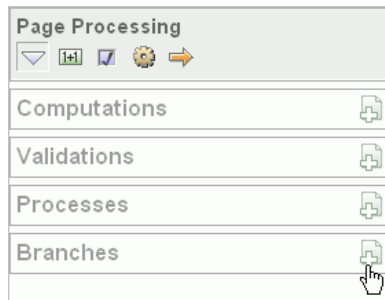 Page Processing
1+1
Computations
Validations
Processes
Branches